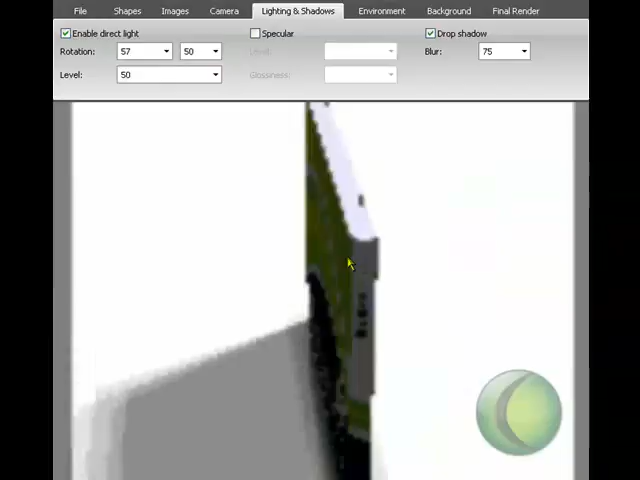 File Shapes Images Camera Lighting & Shadows Environment Background Final Render
Enable direct light Specular Drop shadow
Rotation: 57 50 Level: Blur: 75
Level: 50 Glossiness: